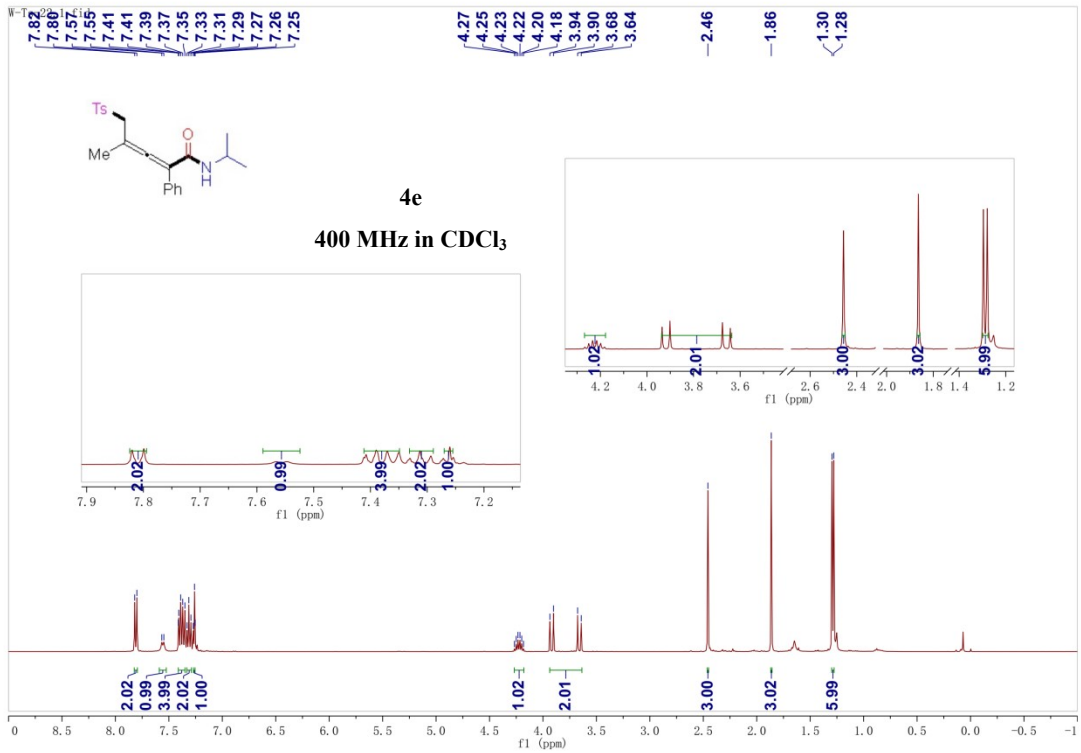 W-Ts-22-1.fid
7.82 7.80 7.57 7.55 7.41 7.41 7.39 7.37 7.35 7.33 7.31 7.29 7.27 7.26 7.25 4.27 4.25 4.23 4.22 4.20 4.18 3.94 3.90 3.68 3.64 2.46 1.86 1.30 1.28
Ts
O
Me
N
H
Ph
4e
400 MHz in CDCl₃
1.02 2.01 3.00 3.02 5.99
4.2 4.0 3.8 3.6 2.6 2.4 2.0 1.8 1.4 1.2
f1 (ppm)
2.02 0.99 3.99 2.02 1.00
7.9 7.8 7.7 7.6 7.5 7.4 7.3 7.2
f1 (ppm)
2.02 0.99 3.99 2.02 1.00 1.02 2.01 3.00 3.02 5.99
0 8.5 8.0 7.5 7.0 6.5 6.0 5.5 5.0 4.5 4.0 3.5 3.0 2.5 2.0 1.5 1.0 0.5 0.0 -0.5 -1
f1 (ppm)